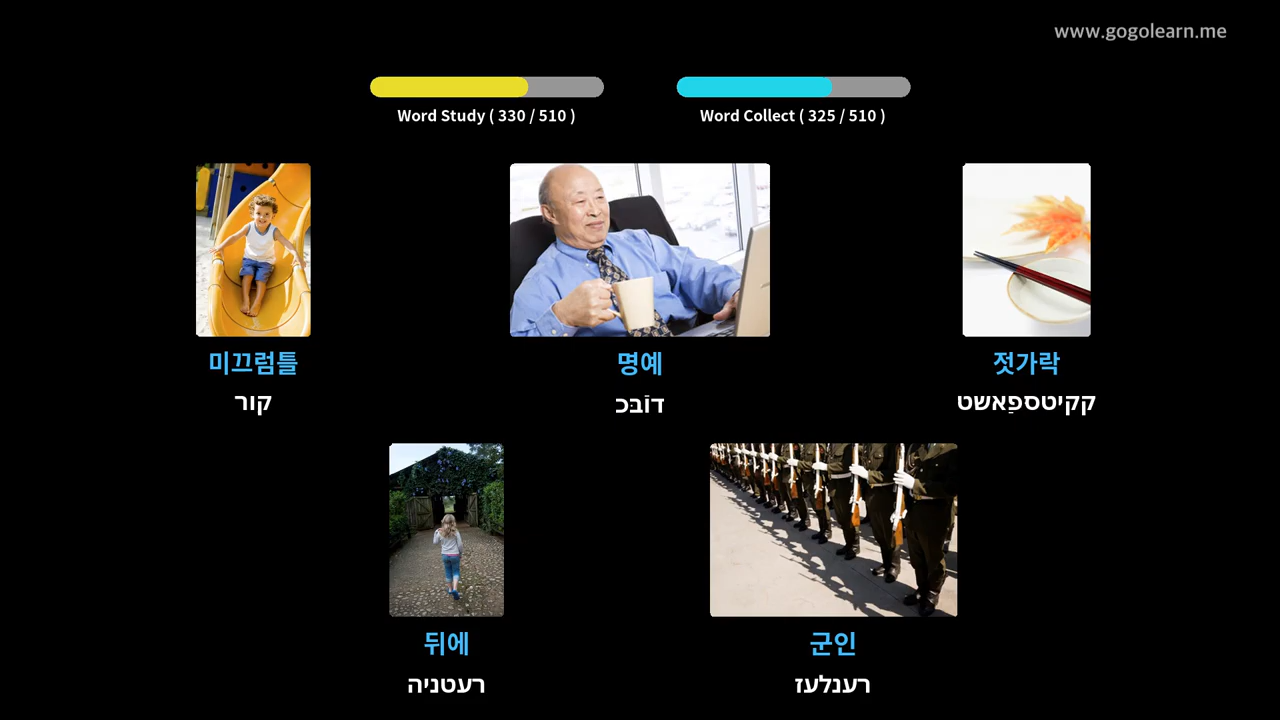 www.gogolearn.me
Word Study ( 330 / 510 )
Word Collect ( 325 / 510 )
미끄럼틀
קור
명예
דוֹבּכ
젓가락
קקיטספַאשט
뒤에
רעטניה
군인
רענלעז